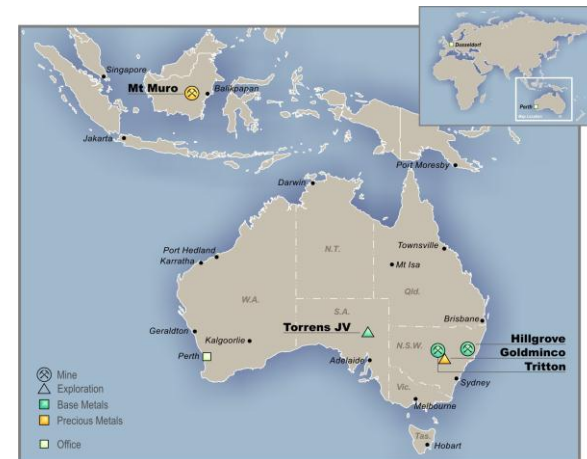 Dusseldorf
Perth
Map Location
Singapore
Mt Muro
Balikpapan
Jakarta
Port Moresby
Darwin
Port Hedland
Karratha
N.T.
Townsville
Mt Isa
Qld.
W.A.
S.A.
Brisbane
Geraldton
Kalgoorlie
Torrens JV
Hillgrove
N.S.W.
Goldminco
Perth
Adelaide
Tritton
Sydney
Mine
Vic.
Exploration
Melbourne
Base Metals
Precious Metals
Tas.
Office
Hobart